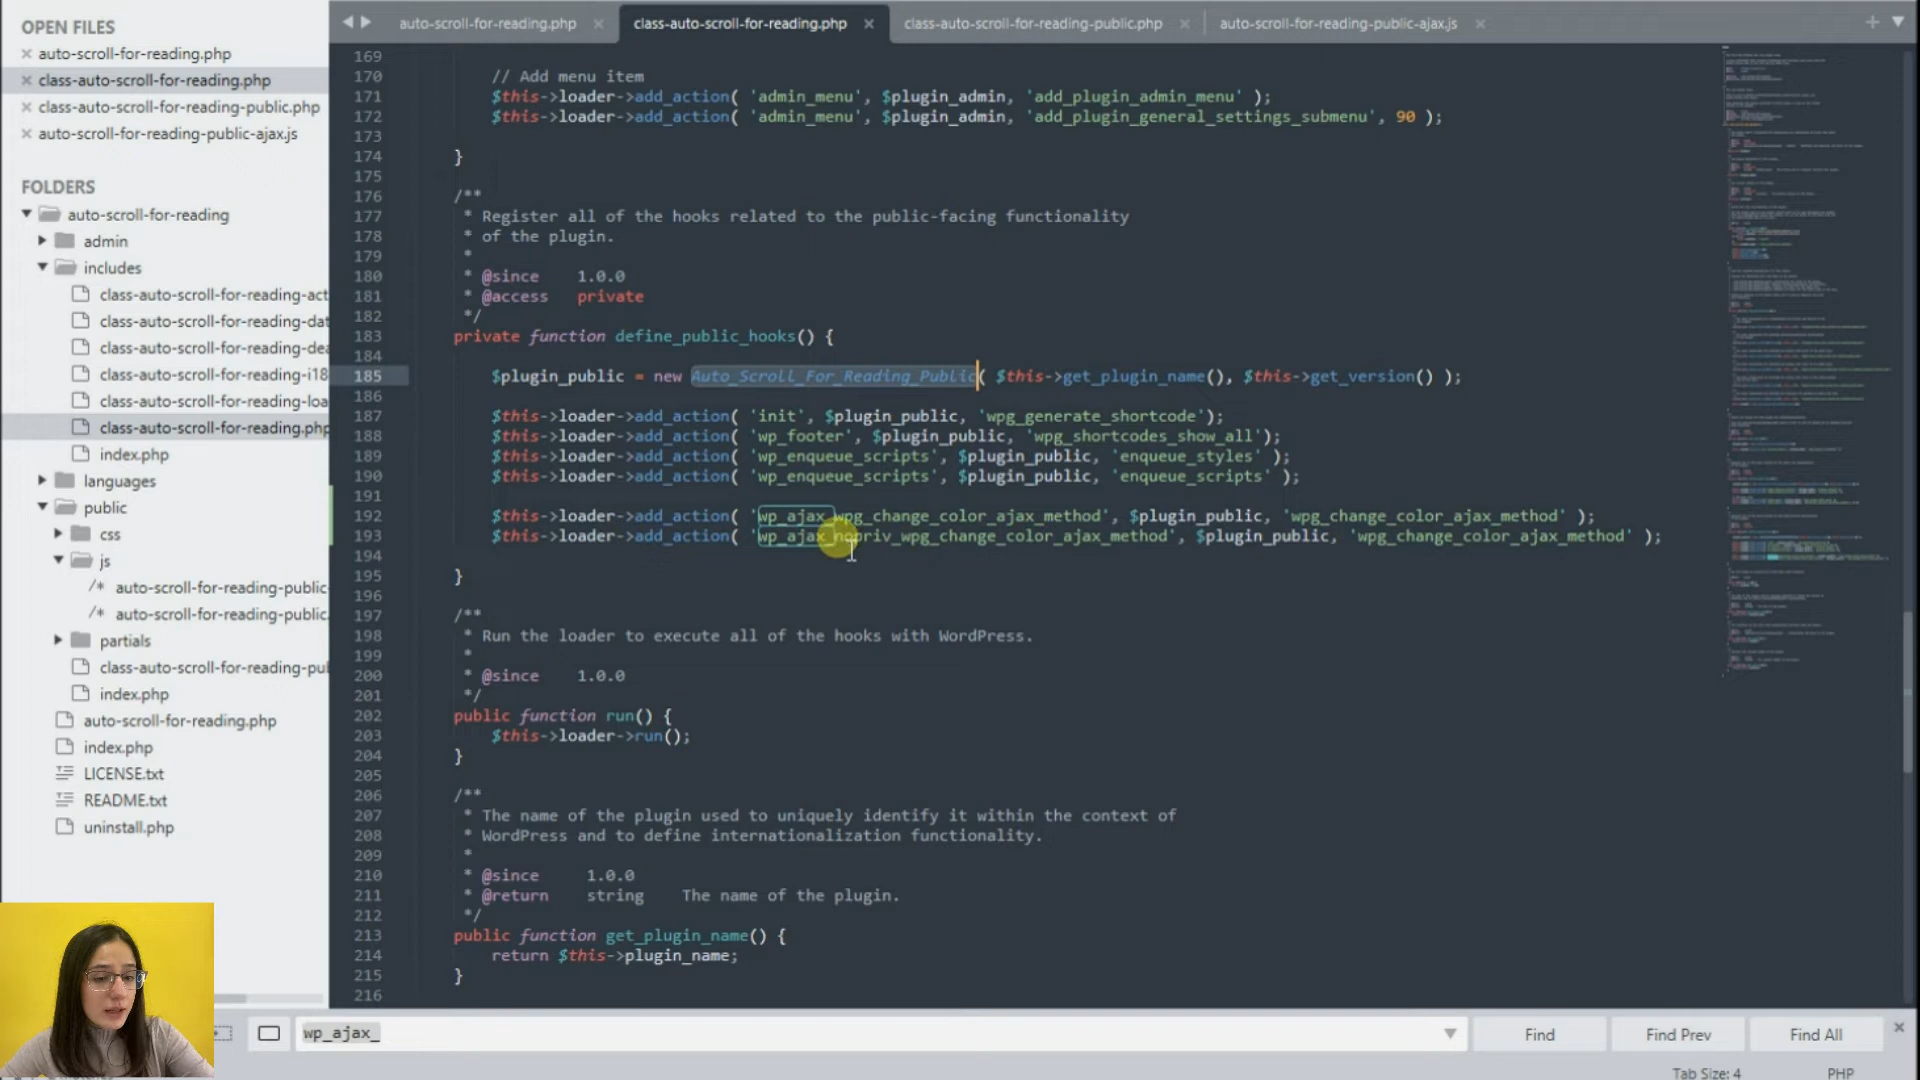 OPEN FILES
auto-scroll-for-reading.php
class-auto-scroll-for-reading.php
class-auto-scroll-for-reading-public.php
auto-scroll-for-reading-public-ajax.js
FOLDERS
auto-scroll-for-reading
admin
includes
class-auto-scroll-for-reading-act
class-auto-scroll-for-reading-dat
class-auto-scroll-for-reading-dea
class-auto-scroll-for-reading-i18
class-auto-scroll-for-reading-loa
class-auto-scroll-for-reading.php
index.php
languages
public
css
js
/* auto-scroll-for-reading-public-
/* auto-scroll-for-reading-public.
partials
class-auto-scroll-for-reading-pul
index.php
auto-scroll-for-reading.php
index.php
LICENSE.txt
README.txt
uninstall.php
auto-scroll-for-reading.php
class-auto-scroll-for-reading.php
class-auto-scroll-for-reading-public.php
auto-scroll-for-reading-public-ajax.js
169
170 // Add menu item
171 $this->loader->add_action( 'admin_menu', $plugin_admin, 'add_plugin_admin_menu' );
172 $this->loader->add_action( 'admin_menu', $plugin_admin, 'add_plugin_general_settings_submenu', 90 );
173
174 }
175
176 /**
177 * Register all of the hooks related to the public-facing functionality
178 * of the plugin.
179 *
180 * @since 1.0.0
181 * @access private
182 */
183 private function define_public_hooks() {
184
185 $plugin_public = new Auto_Scroll_For_Reading_Public( $this->get_plugin_name(), $this->get_version() );
186
187 $this->loader->add_action( 'init', $plugin_public, 'wpg_generate_shortcode');
188 $this->loader->add_action( 'wp_footer', $plugin_public, 'wpg_shortcodes_show_all');
189 $this->loader->add_action( 'wp_enqueue_scripts', $plugin_public, 'enqueue_styles' );
190 $this->loader->add_action( 'wp_enqueue_scripts', $plugin_public, 'enqueue_scripts' );
191
192 $this->loader->add_action( 'wp_ajax_wpg_change_color_ajax_method', $plugin_public, 'wpg_change_color_ajax_method' );
193 $this->loader->add_action( 'wp_ajax_nopriv_wpg_change_color_ajax_method', $plugin_public, 'wpg_change_color_ajax_method' );
194
195 }
196
197 /**
198 * Run the loader to execute all of the hooks with WordPress.
199 *
200 * @since 1.0.0
201 */
202 public function run() {
203 $this->loader->run();
204 }
205
206 /**
207 * The name of the plugin used to uniquely identify it within the context of
208 * WordPress and to define internationalization functionality.
209 *
210 * @since 1.0.0
211 * @return string The name of the plugin.
212 */
213 public function get_plugin_name() {
214 return $this->plugin_name;
215 }
216
wp_ajax_
Find
Find Prev
Find All
Tab Size: 4
PHP